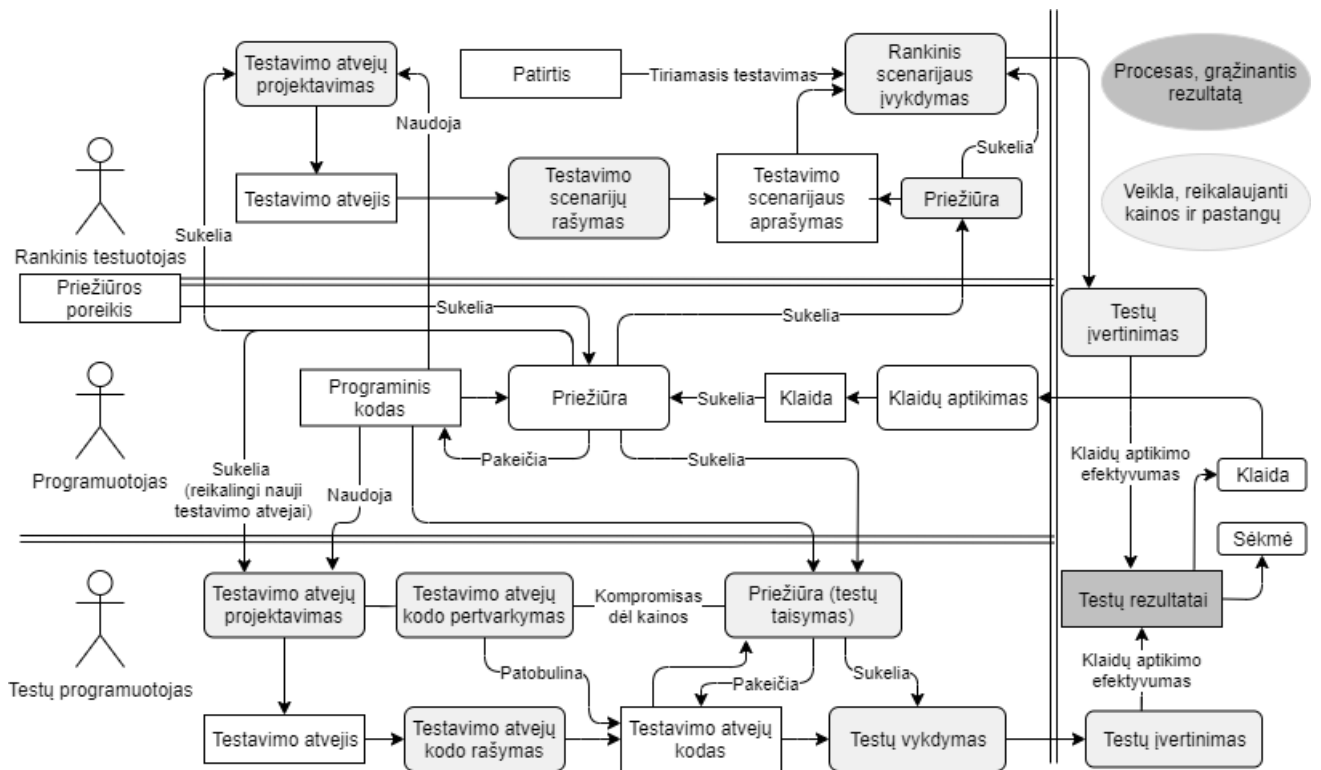 Testavimo atvejų
projektavimas
Patirtis
Tiriamasis testavimas
Rankinis
scenarijaus
įvykdymas
Procesas, grąžinantis
rezultatą
Naudoja
Sukelia
Testavimo atvejis
Testavimo
scenarijų
rašymas
Testavimo
scenarijaus
aprašymas
Priežiūra
Veikla, reikalaujanti
kainos ir pastangų
Sukelia
Rankinis testuotojas
Priežiūros
poreikis
Sukelia
Sukelia
Testų
įvertinimas
Programinis
kodas
Priežiūra
Sukelia
Klaida
Klaidų aptikimas
Programuotojas
Sukelia
(reikalingi nauji
testavimo atvejai)
Naudoja
Pakeičia
Sukelia
Klaidų aptikimo
efektyvumas
Klaida
Sėkmė
Testavimo atvejų
projektavimas
Testavimo atvejų
kodo pertvarkymas
Kompromisas
dėl kainos
Priežiūra (testų
taisymas)
Testų rezultatai
Testų programuotojas
Patobulina
Pakeičia
Sukelia
Klaidų aptikimo
efektyvumas
Testavimo atvejis
Testavimo atvejų
kodo rašymas
Testavimo atvejų
kodas
Testų vykdymas
Testų įvertinimas